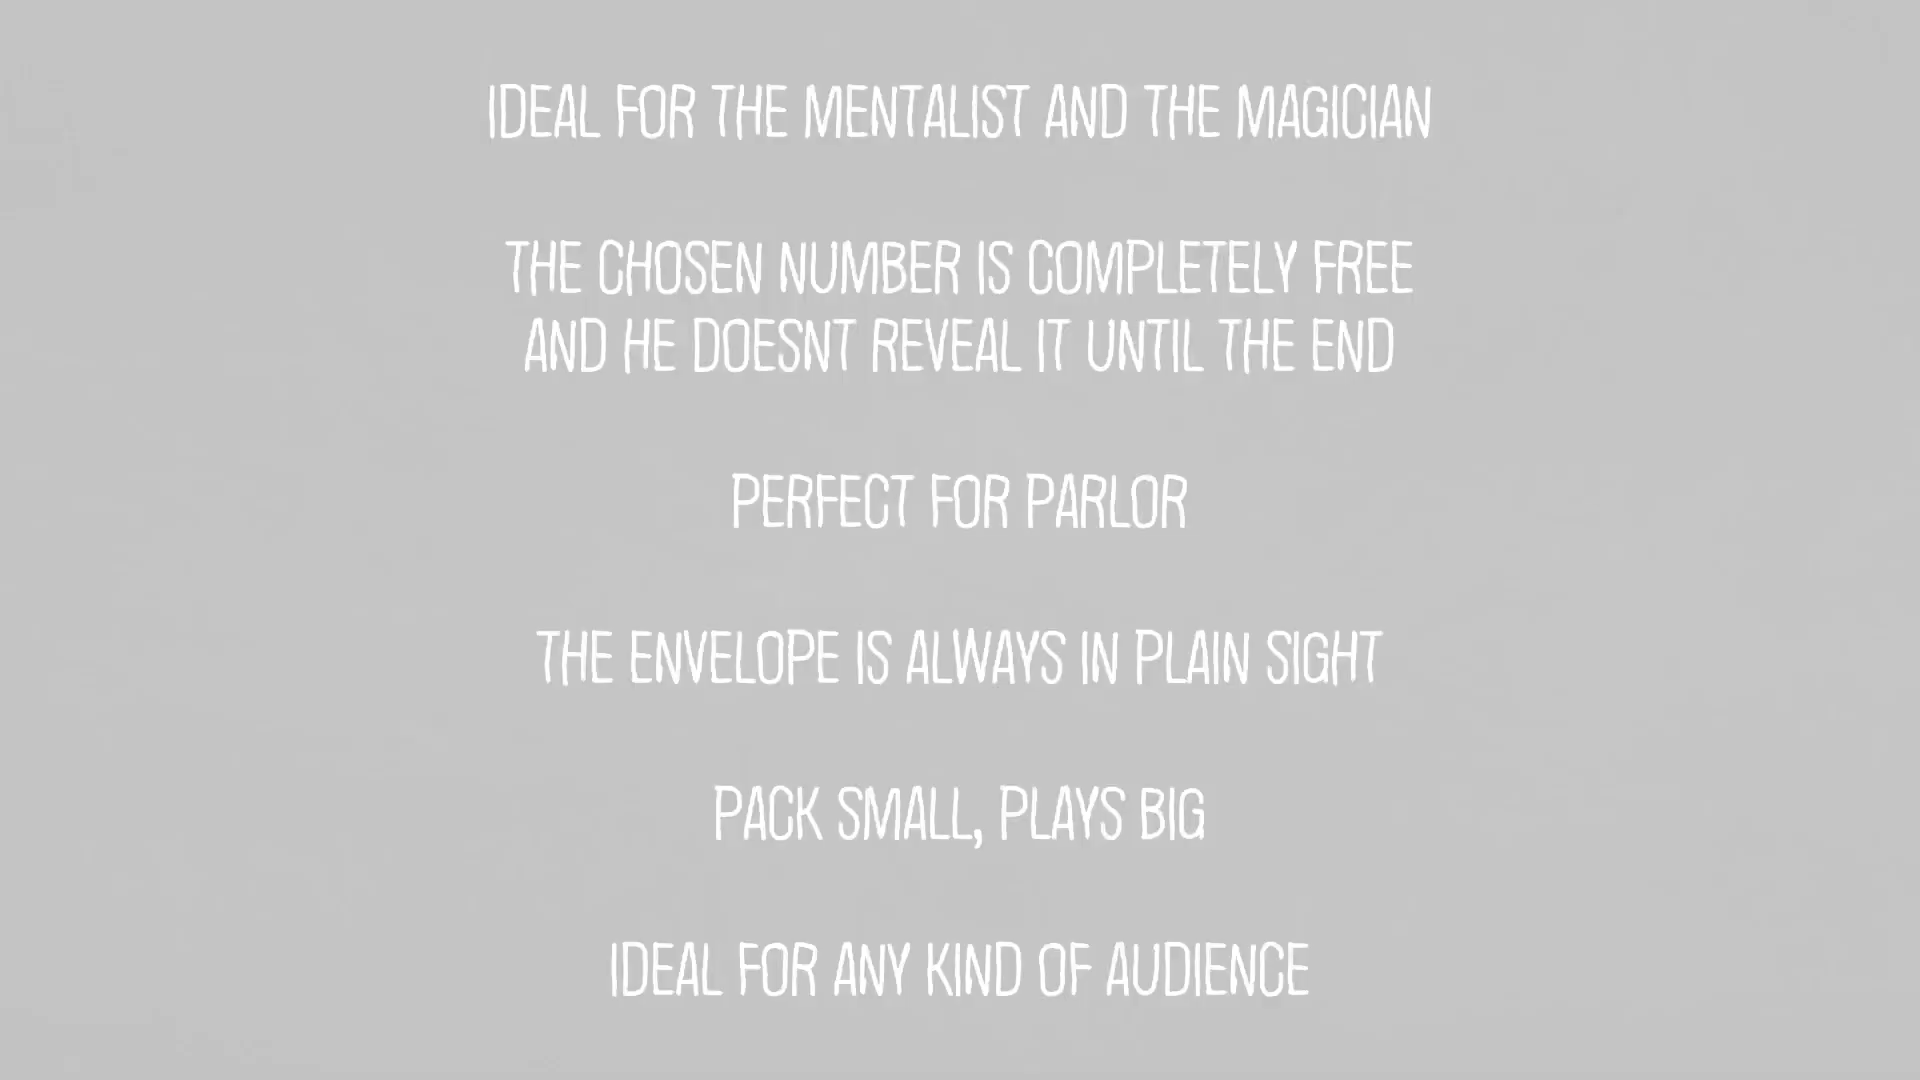 IDEAL FOR THE MENTALIST AND THE MAGICIAN
THE CHOSEN NUMBER IS COMPLETELY FREE
AND HE DOESNT REVEAL IT UNTIL THE END
PERFECT FOR PARLOR
THE ENVELOPE IS ALWAYS IN PLAIN SIGHT
PACK SMALL, PLAYS BIG
IDEAL FOR ANY KIND OF AUDIENCE